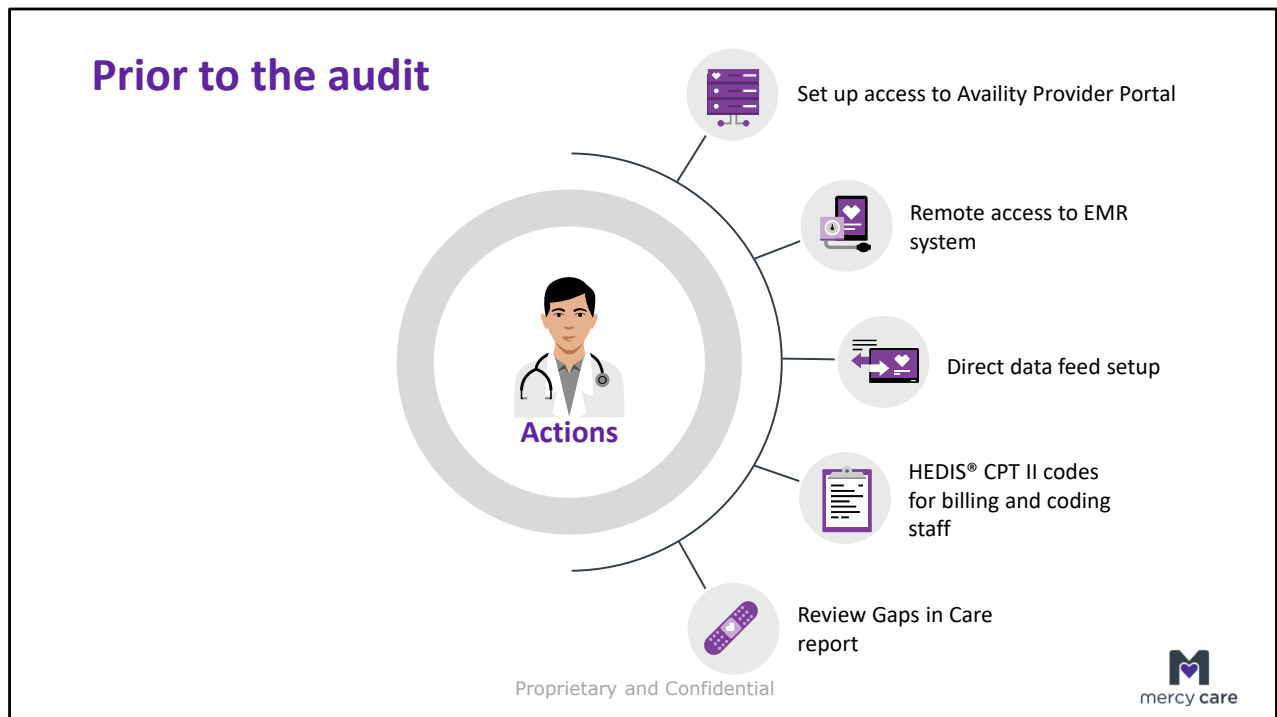 Prior to the audit
Set up access to Availity Provider Portal
Remote access to EMR
system
Direct data feed setup
Actions
HEDIS® CPT II codes
for billing and coding
staff
Review Gaps in Care
report
Proprietary and Confidential
mercy care